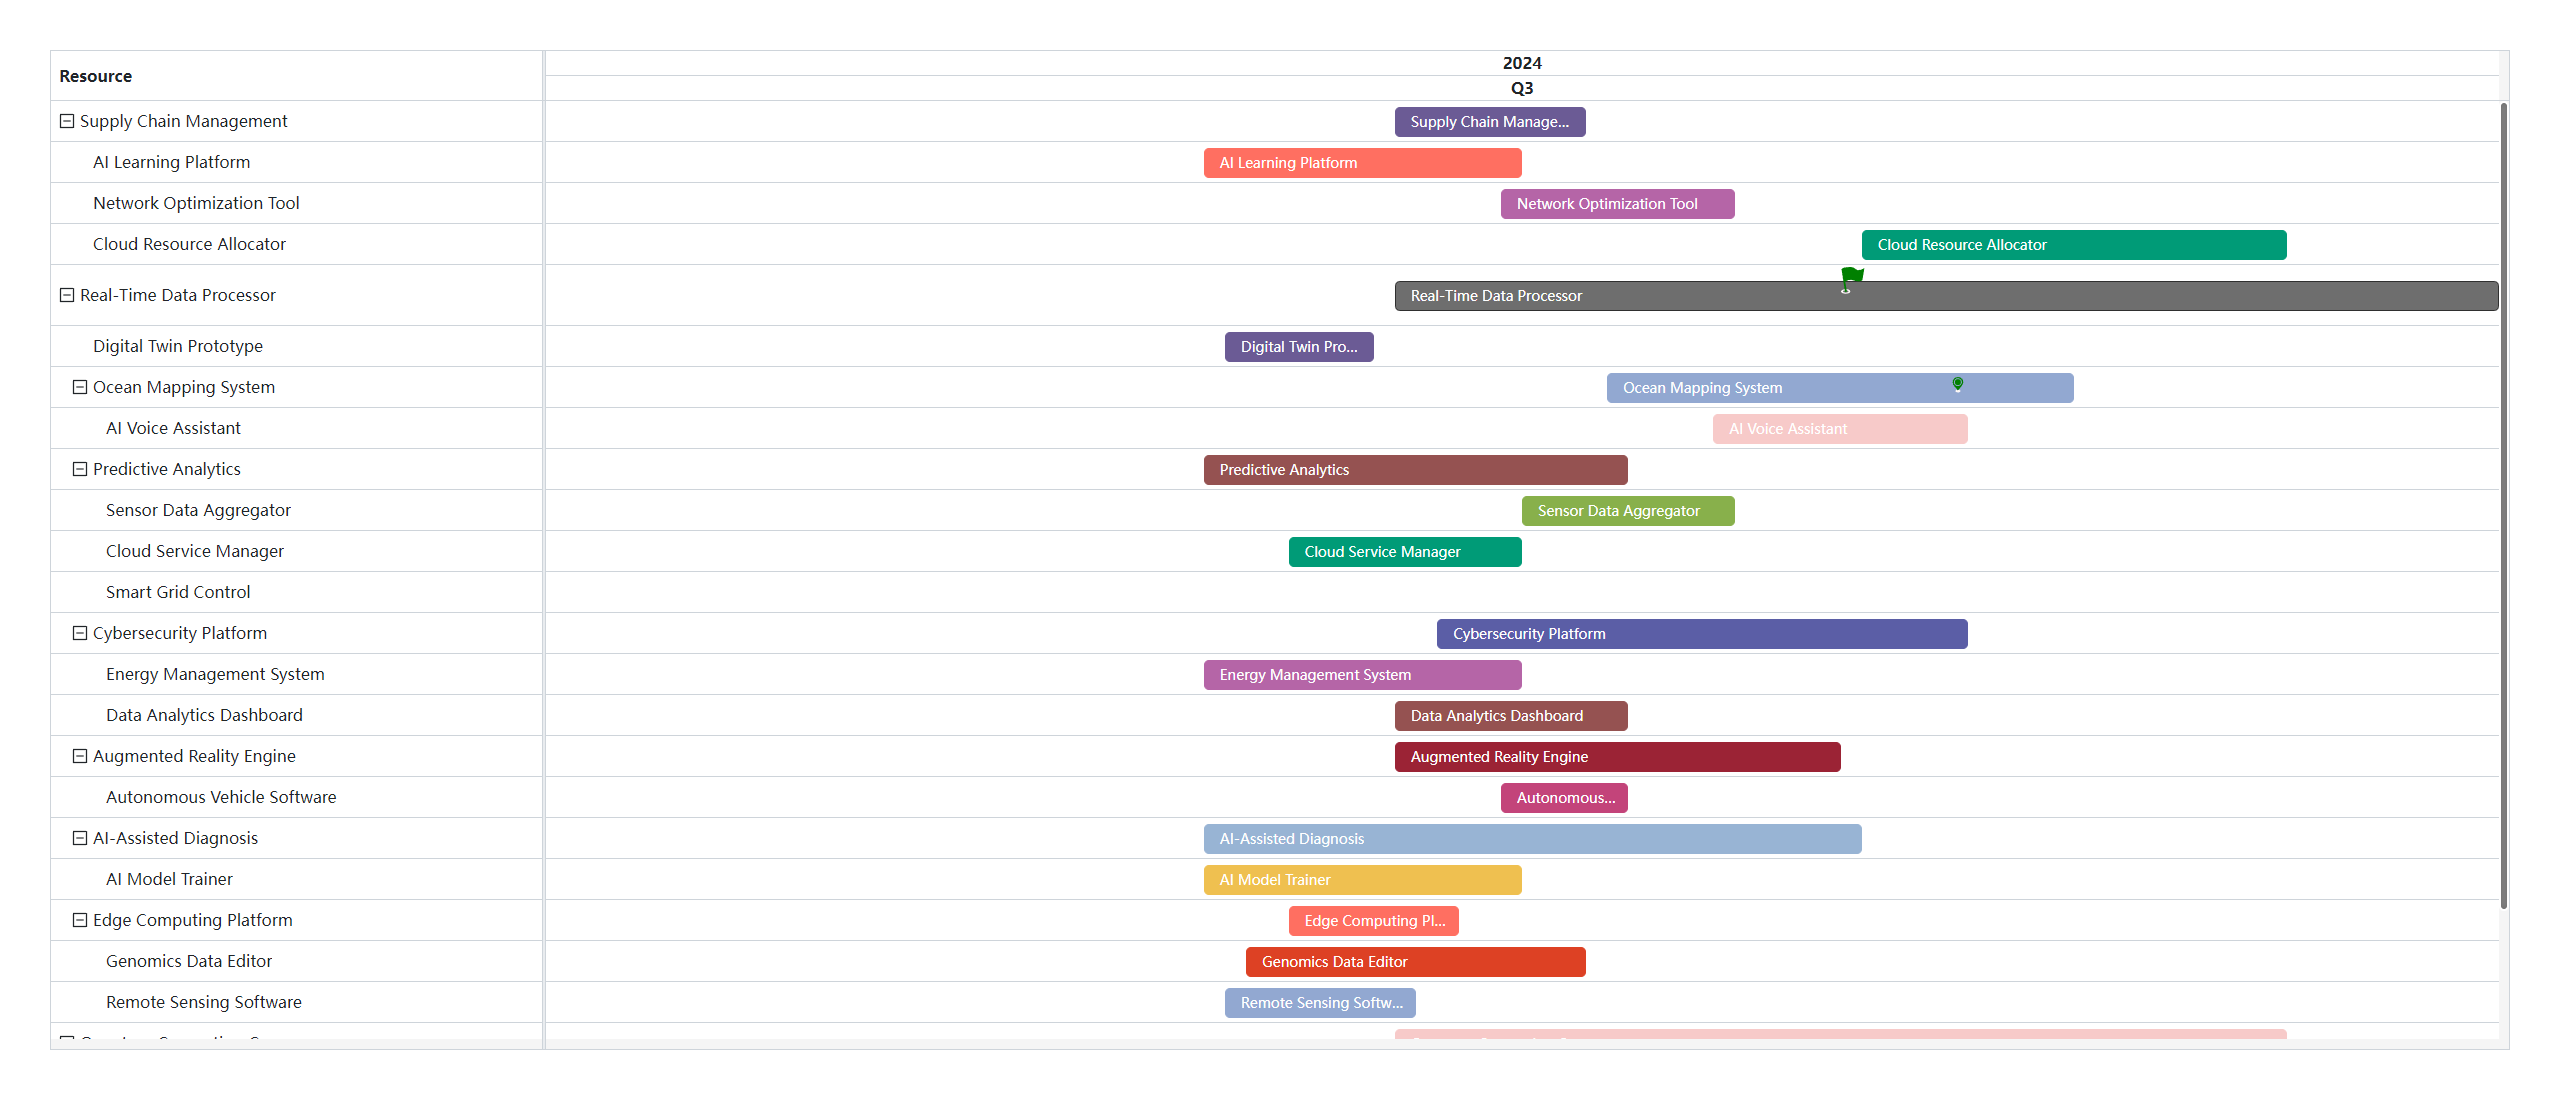 Resource
2024
Q3
Supply Chain Management
Supply Chain Manage...
AI Learning Platform
AI Learning Platform
Network Optimization Tool
Network Optimization Tool
Cloud Resource Allocator
Cloud Resource Allocator
Real-Time Data Processor
Real-Time Data Processor
Digital Twin Prototype
Digital Twin Pro...
Ocean Mapping System
Ocean Mapping System
AI Voice Assistant
AI Voice Assistant
Predictive Analytics
Predictive Analytics
Sensor Data Aggregator
Sensor Data Aggregator
Cloud Service Manager
Cloud Service Manager
Smart Grid Control
Cybersecurity Platform
Cybersecurity Platform
Energy Management System
Energy Management System
Data Analytics Dashboard
Data Analytics Dashboard
Augmented Reality Engine
Augmented Reality Engine
Autonomous Vehicle Software
Autonomous...
AI-Assisted Diagnosis
AI-Assisted Diagnosis
AI Model Trainer
AI Model Trainer
Edge Computing Platform
Edge Computing Pl...
Genomics Data Editor
Genomics Data Editor
Remote Sensing Software
Remote Sensing Softw...